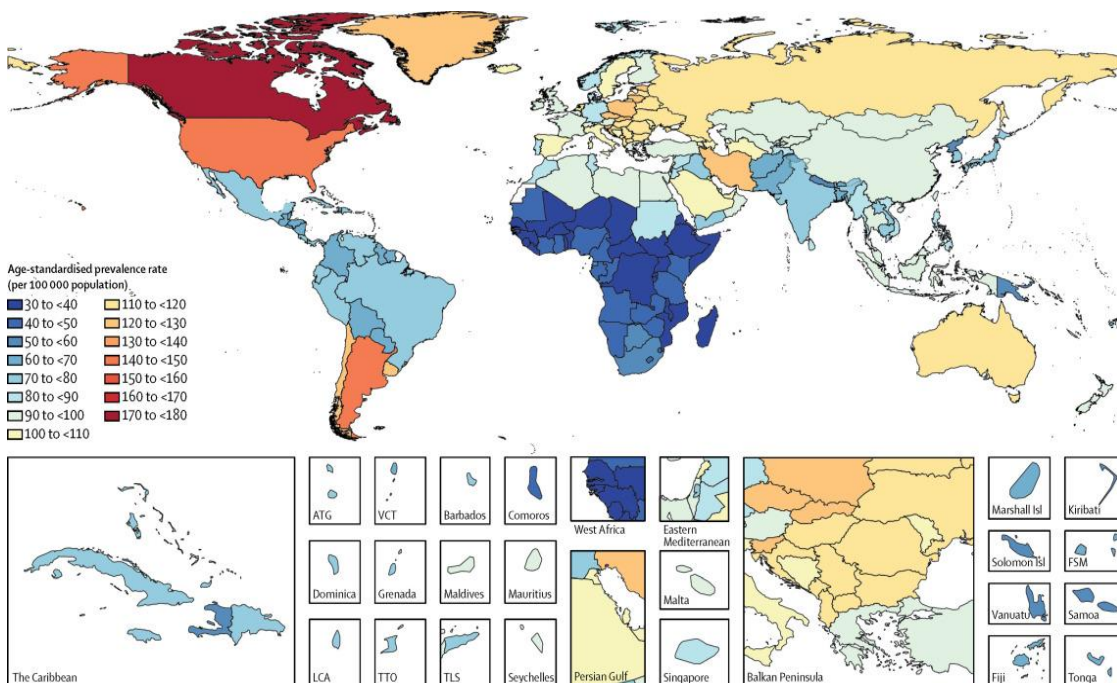 Age-standardised prevalence rate
(per 100 000 population)
30 to <40
40 to <50
50 to <60
60 to <70
70 to <80
80 to <90
90 to <100
100 to <110
110 to <120
120 to <130
130 to <140
140 to <150
150 to <160
160 to <170
170 to <180
The Caribbean
ATG
VCT
Barbados
Comoros
Dominica
Grenada
Maldives
Mauritius
LCA
TTO
TLS
Seychelles
West Africa
Eastern
Mediterranean
Persian Gulf
Malta
Singapore
Balkan Peninsula
Marshall Isl
Kiribati
Solomon Isl
FSM
Vanuatu
Samoa
Fiji
Tonga